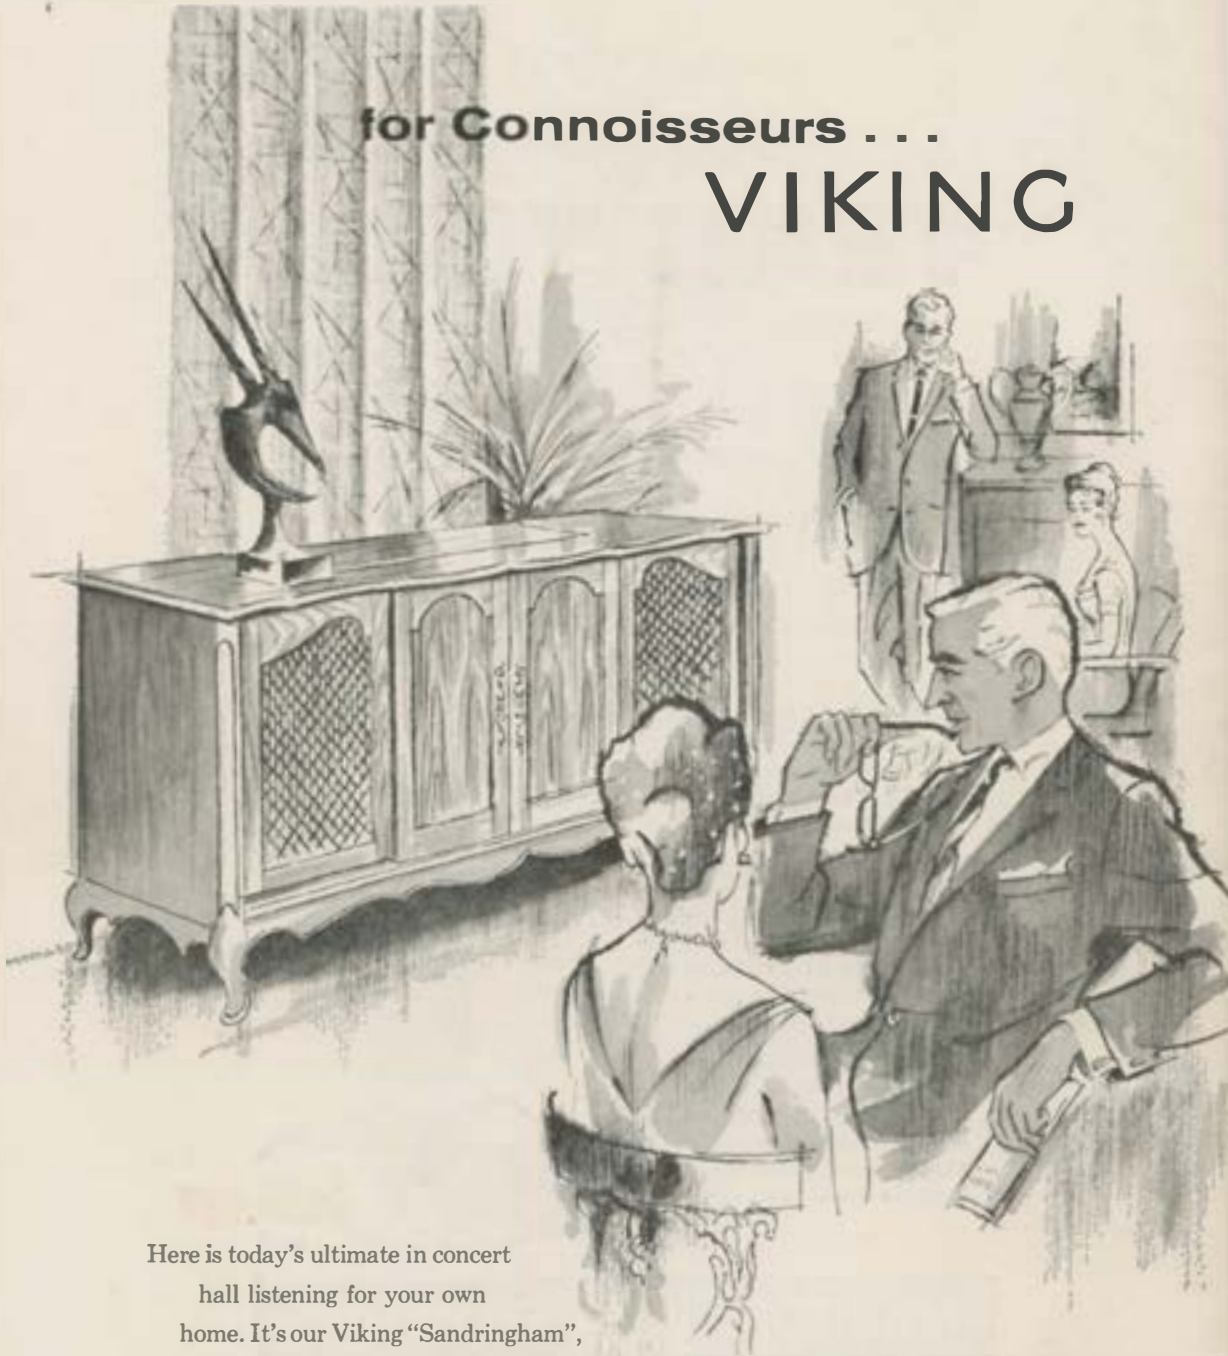 for Connoisseurs . . .
VIKING
Here is today's ultimate in concert
hall listening for your own
home. It's our Viking “Sandringham”,